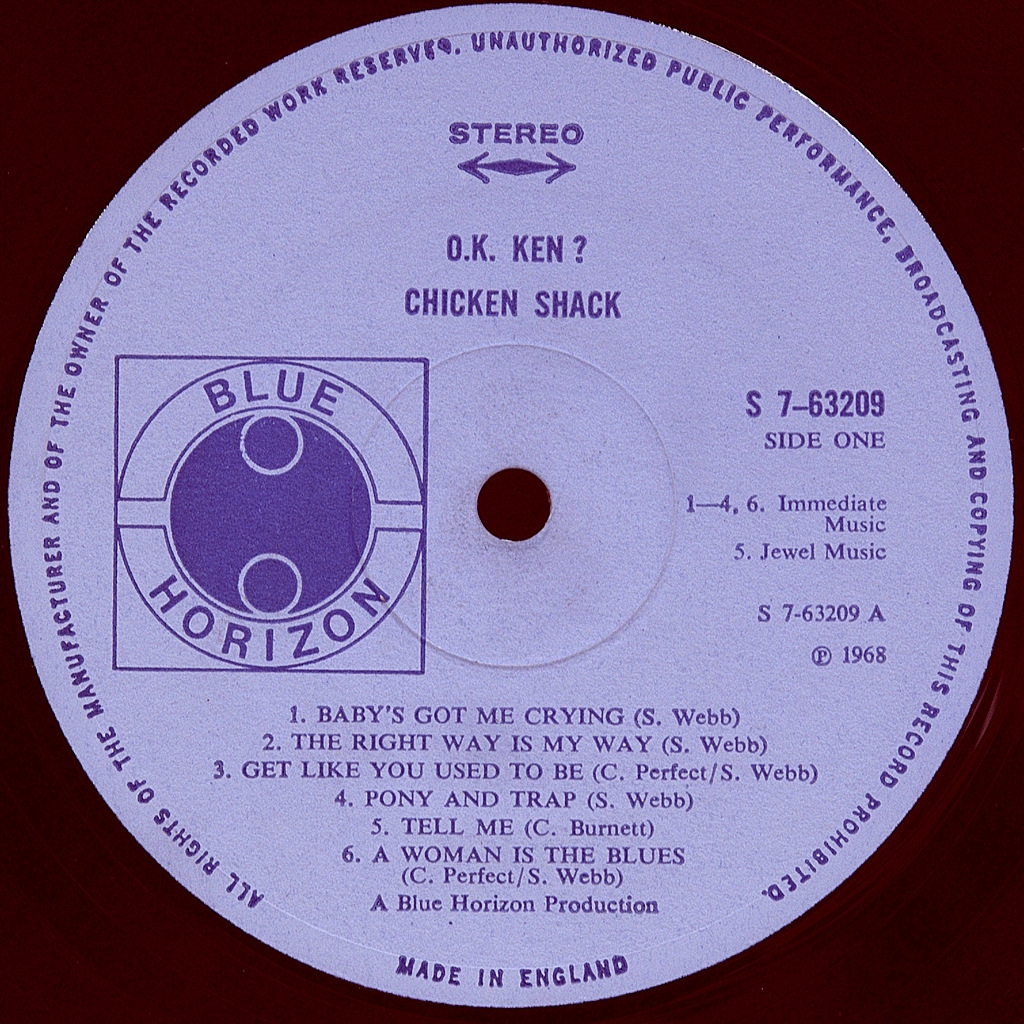 ALL RIGHTS OF THE MANUFACTURER AND OF THE OWNER OF THE RECORDED WORK RESERVED. UNAUTHORIZED PUBLIC PERFORMANCE, BROADCASTING AND COPYING OF THIS RECORD PROHIBITED.
STEREO
O.K. KEN?
CHICKEN SHACK
BLUE
HORIZON
S 7–63209
SIDE ONE
1—4, 6. Immediate
Music
5. Jewel Music
S 7-63209 A
℗ 1968
1. BABY'S GOT ME CRYING (S. Webb)
2. THE RIGHT WAY IS MY WAY (S. Webb)
3. GET LIKE YOU USED TO BE (C. Perfect/S. Webb)
4. PONY AND TRAP (S. Webb)
5. TELL ME (C. Burnett)
6. A WOMAN IS THE BLUES
(C. Perfect/S. Webb)
A Blue Horizon Production
MADE IN ENGLAND